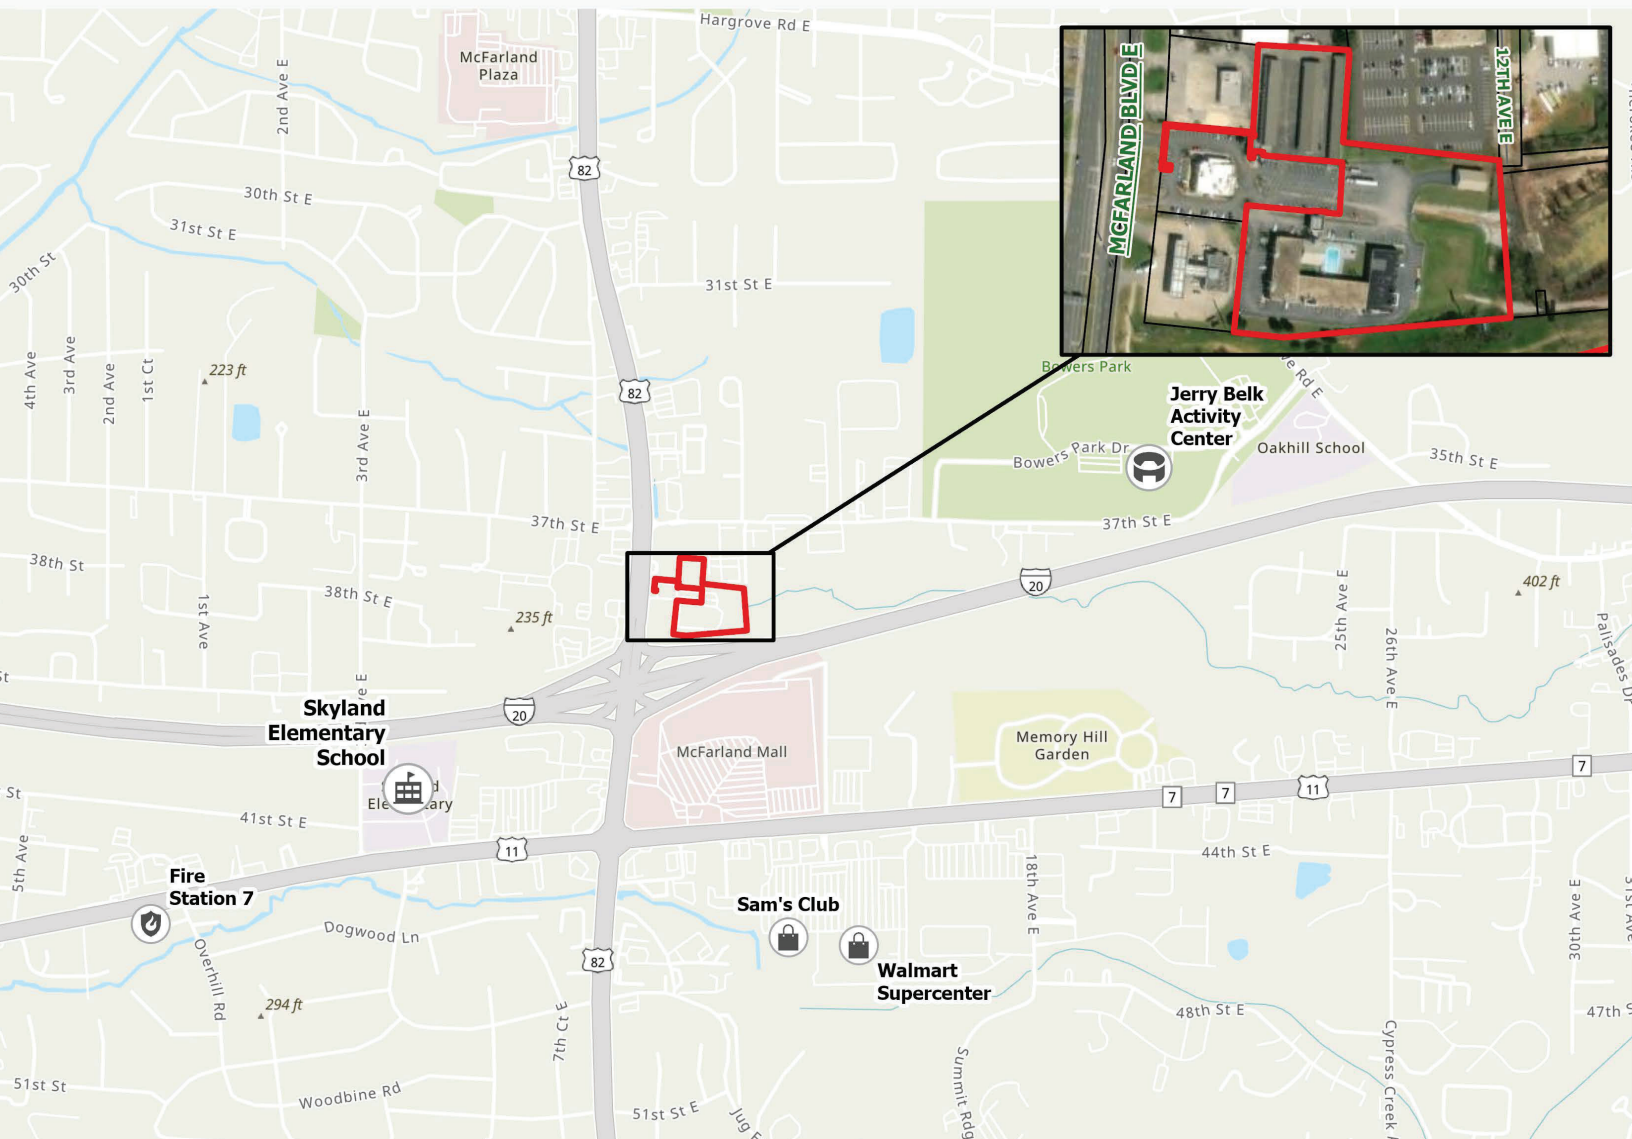 Hargrove Rd E
McFarland
Plaza
2nd Ave E
82
30th St E
31st St E
30th St
31st St E
MCFARLAND BLVD E
12TH AVE E
4th Ave
3rd Ave
2nd Ave
1st Ct
223 ft
82
3rd Ave E
Bowers Park
Jerry Belk
Activity
Center
Bowers Park Dr
Oakhill School
35th St E
37th St E
37th St E
38th St
38th St E
1st Ave
235 ft
20
25th Ave E
26th Ave E
402 ft
Palisades Dr
20
Skyland
Elementary
School
McFarland Mall
Memory Hill
Garden
7
7
11
7
St
41st St E
11
5th Ave
44th St E
Fire
Station 7
Sam's Club
18th Ave E
30th Ave E
31st Ave
Dogwood Ln
Overhill Rd
82
Walmart
Supercenter
294 ft
7th Ct E
48th St E
47th S
Cypress Creek A
51st St
Woodbine Rd
51st St E
Summit Rdg